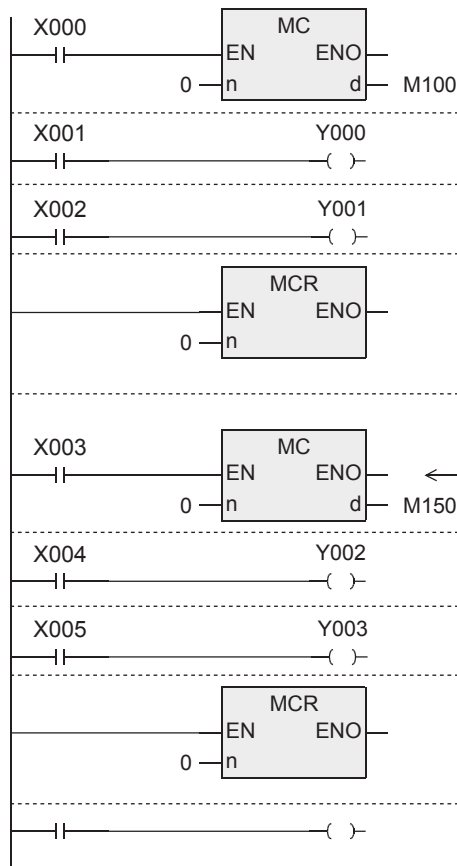 X000 MC
EN ENO
0 n d M100
X001 Y000
X002 Y001
MCR
EN ENO
0 n
X003 MC
EN ENO
0 n d M150
X004 Y002
X005 Y003
MCR
EN ENO
0 n